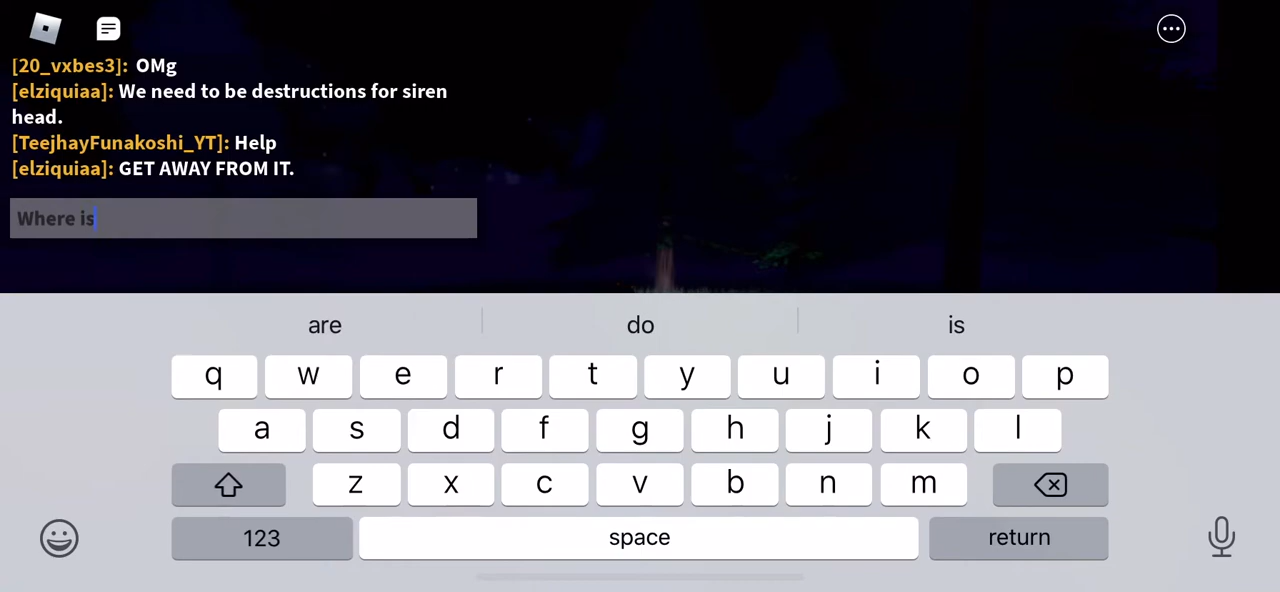 [20_vxbes3]: OMg
[elziquiaa]: We need to be destructions for siren
head.
[TeejhayFunakoshi_YT]: Help
[elziquiaa]: GET AWAY FROM IT.
Where is
are do is
q w e r t y u i o p
a s d f g h j k l
z x c v b n m
123 space return